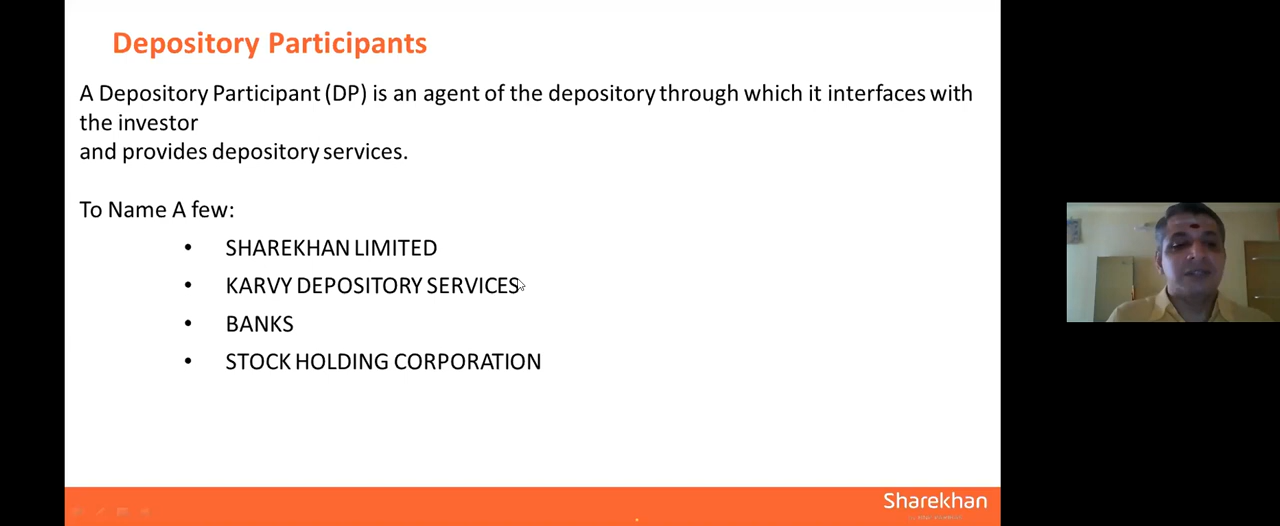 Depository Participants
A Depository Participant (DP) is an agent of the depository through which it interfaces with
the investor
and provides depository services.
To Name A few:
• SHAREKHAN LIMITED
• KARVY DEPOSITORY SERVICES
• BANKS
• STOCK HOLDING CORPORATION
Sharekhan